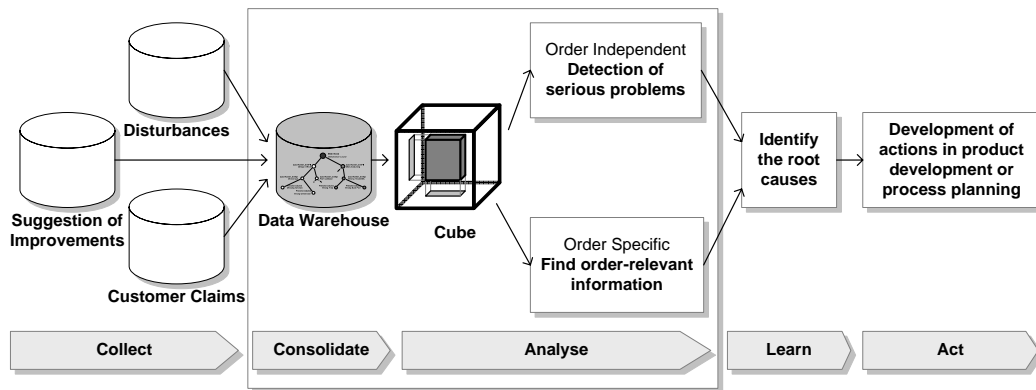 Disturbances
Suggestion of
Improvements
Customer Claims
Data Warehouse
Cube
Order Independent
Detection of
serious problems
Order Specific
Find order-relevant
information
Identify
the root
causes
Development of
actions in product
development or
process planning
Collect
Consolidate
Analyse
Learn
Act